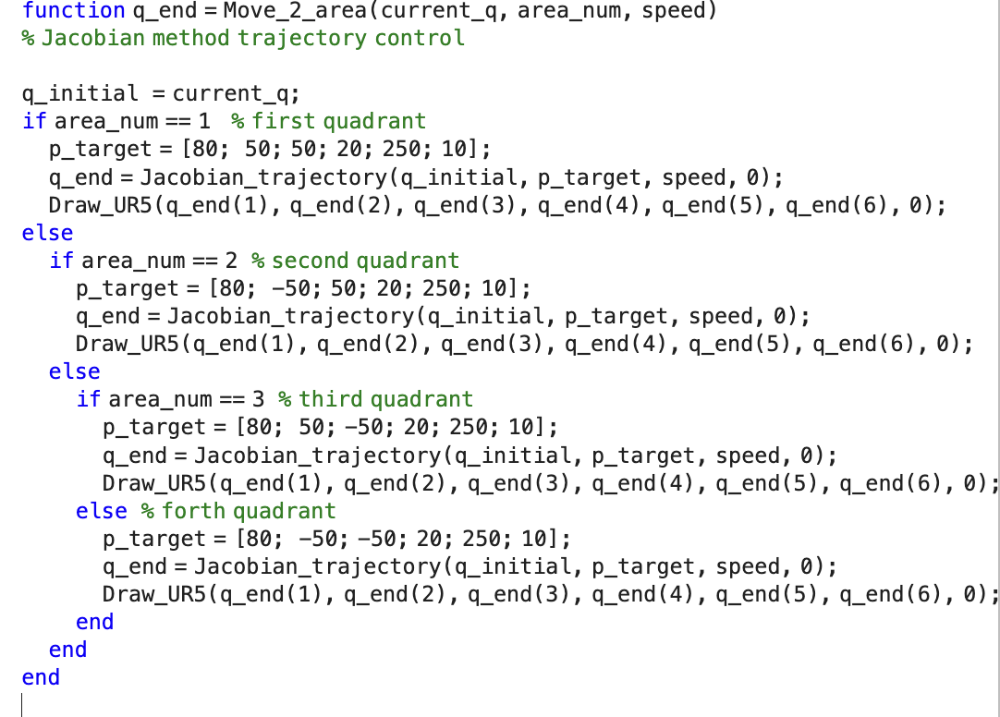 function q_end = Move_2_area(current_q, area_num, speed)
% Jacobian method trajectory control
q_initial = current_q;
if area_num == 1 % first quadrant
p_target = [80; 50; 50; 20; 250; 10];
q_end = Jacobian_trajectory(q_initial, p_target, speed, 0);
Draw_UR5(q_end(1), q_end(2), q_end(3), q_end(4), q_end(5), q_end(6), 0);
else
if area_num == 2 % second quadrant
p_target = [80; -50; 50; 20; 250; 10];
q_end = Jacobian_trajectory(q_initial, p_target, speed, 0);
Draw_UR5(q_end(1), q_end(2), q_end(3), q_end(4), q_end(5), q_end(6), 0);
else
if area_num == 3 % third quadrant
p_target = [80; 50; -50; 20; 250; 10];
q_end = Jacobian_trajectory(q_initial, p_target, speed, 0);
Draw_UR5(q_end(1), q_end(2), q_end(3), q_end(4), q_end(5), q_end(6), 0);
else % forth quadrant
p_target = [80; -50; -50; 20; 250; 10];
q_end = Jacobian_trajectory(q_initial, p_target, speed, 0);
Draw_UR5(q_end(1), q_end(2), q_end(3), q_end(4), q_end(5), q_end(6), 0);
end
end
end